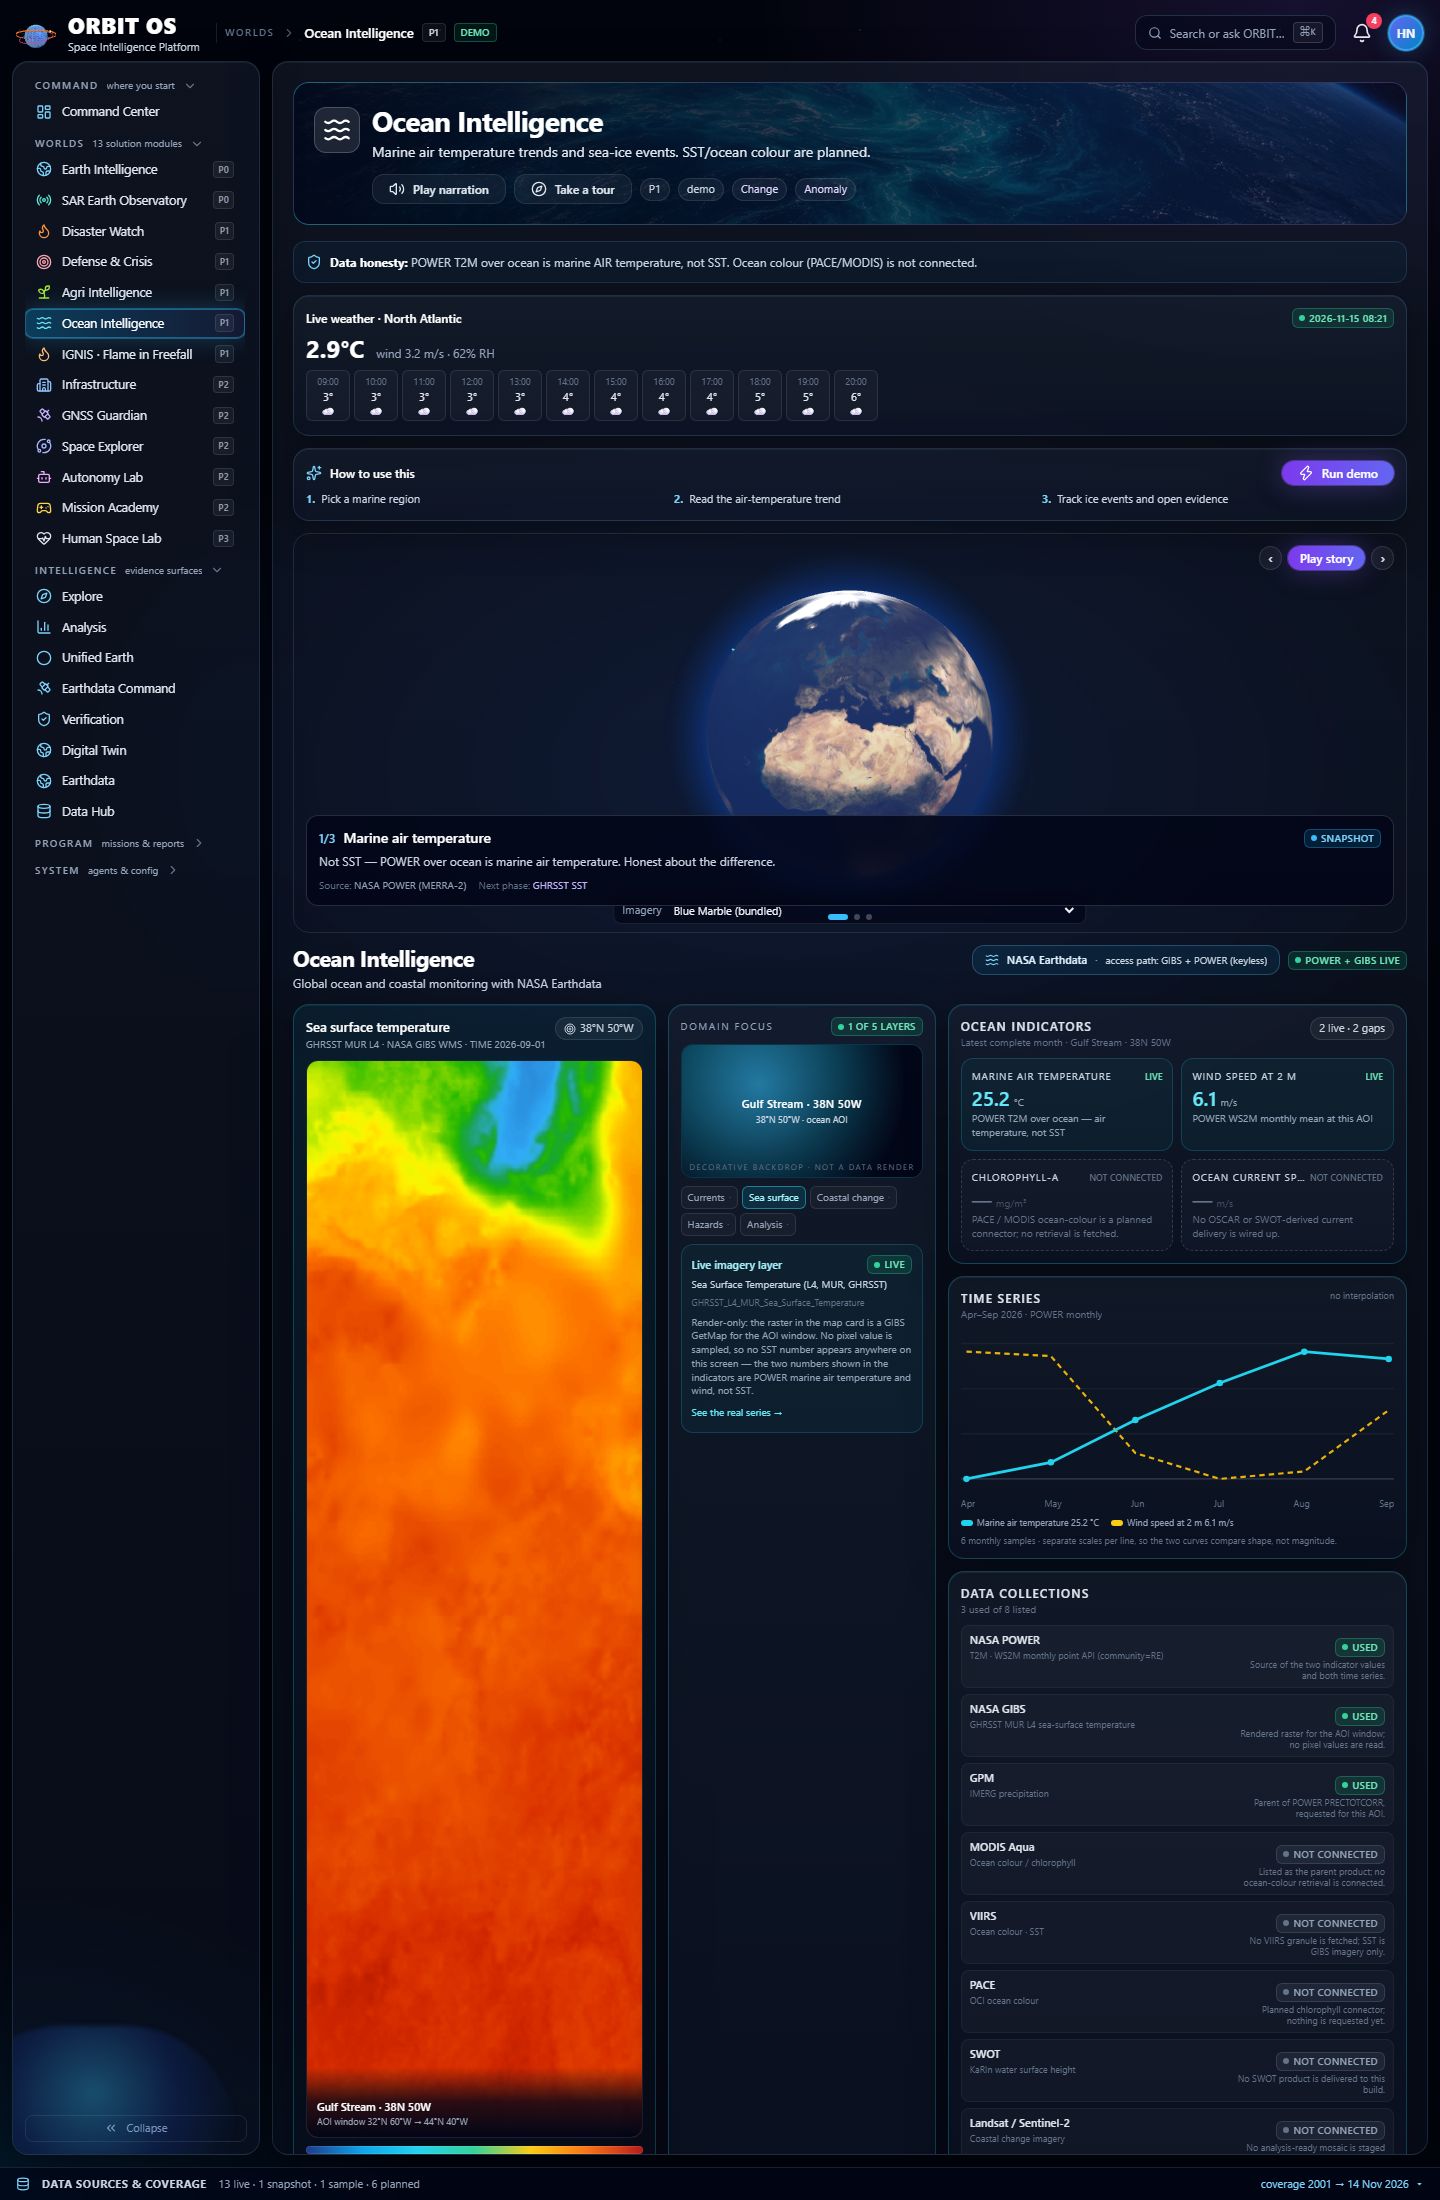 ORBIT OS
Space Intelligence Platform
WORLDS
Ocean Intelligence
P1
DEMO
Search or ask ORBIT...
⌘K
4
HN
COMMAND where you start
Command Center
WORLDS 13 solution modules
Earth Intelligence P0
SAR Earth Observatory P0
Disaster Watch P1
Defense & Crisis P1
Agri Intelligence P1
Ocean Intelligence P1
IGNIS · Flame in Freefall P1
Infrastructure P2
GNSS Guardian P2
Space Explorer P2
Autonomy Lab P2
Mission Academy P2
Human Space Lab P3
INTELLIGENCE evidence surfaces
Explore
Analysis
Unified Earth
Earthdata Command
Verification
Digital Twin
Earthdata
Data Hub
PROGRAM missions & reports
SYSTEM agents & config
Collapse
Ocean Intelligence
Marine air temperature trends and sea-ice events. SST/ocean colour are planned.
Play narration
Take a tour
P1
demo
Change
Anomaly
Data honesty: POWER T2M over ocean is marine AIR temperature, not SST. Ocean colour (PACE/MODIS) is not connected.
Live weather · North Atlantic
2026-11-15 08:21
2.9°C wind 3.2 m/s · 62% RH
09:00 10:00 11:00 12:00 13:00 14:00 15:00 16:00 17:00 18:00 19:00 20:00
3° 3° 3° 3° 3° 4° 4° 4° 4° 5° 5° 6°
How to use this
Run demo
1. Pick a marine region
2. Read the air-temperature trend
3. Track ice events and open evidence
‹ Play story ›
1/3 Marine air temperature
SNAPSHOT
Not SST — POWER over ocean is marine air temperature. Honest about the difference.
Source: NASA POWER (MERRA-2) Next phase: GHRSST SST
Imagery Blue Marble (bundled)
Ocean Intelligence
Global ocean and coastal monitoring with NASA Earthdata
NASA Earthdata · access path: GIBS + POWER (keyless)
POWER + GIBS LIVE
Sea surface temperature
38°N 50°W
GHRSST MUR L4 · NASA GIBS WMS · TIME 2026-09-01
Gulf Stream · 38N 50W
AOI window 32°N 60°W → 44°N 40°W
DOMAIN FOCUS
1 OF 5 LAYERS
Gulf Stream · 38N 50W
38°N 50°W · ocean AOI
DECORATIVE BACKDROP · NOT A DATA RENDER
Currents ·
Sea surface
Coastal change ·
Hazards ·
Analysis ·
Live imagery layer
LIVE
Sea Surface Temperature (L4, MUR, GHRSST)
GHRSST_L4_MUR_Sea_Surface_Temperature
Render-only: the raster in the map card is a GIBS
GetMap for the AOI window. No pixel value is
sampled, so no SST number appears anywhere on
this screen — the two numbers shown in the
indicators are POWER marine air temperature and
wind, not SST.
See the real series →
OCEAN INDICATORS
2 live · 2 gaps
Latest complete month · Gulf Stream · 38N 50W
MARINE AIR TEMPERATURE LIVE
25.2 °C
POWER T2M over ocean — air
temperature, not SST
WIND SPEED AT 2 M LIVE
6.1 m/s
POWER WS2M monthly mean at this AOI
CHLOROPHYLL-A NOT CONNECTED
— mg/m³
PACE / MODIS ocean-colour is a planned
connector; no retrieval is fetched.
OCEAN CURRENT SP... NOT CONNECTED
— m/s
No OSCAR or SWOT-derived current
delivery is wired up.
TIME SERIES
no interpolation
Apr–Sep 2026 · POWER monthly
Apr May Jun Jul Aug Sep
Marine air temperature 25.2 °C Wind speed at 2 m 6.1 m/s
6 monthly samples · separate scales per line, so the two curves compare shape, not magnitude.
DATA COLLECTIONS
3 used of 8 listed
NASA POWER
USED
T2M · WS2M monthly point API (community=RE)
Source of the two indicator values
and both time series.
NASA GIBS
USED
GHRSST MUR L4 sea-surface temperature
Rendered raster for the AOI window;
no pixel values are read.
GPM
USED
IMERG precipitation
Parent of POWER PRECTOTCORR,
requested for this AOI.
MODIS Aqua
NOT CONNECTED
Ocean colour / chlorophyll
Listed as the parent product; no
ocean-colour retrieval is connected.
VIIRS
NOT CONNECTED
Ocean colour · SST
No VIIRS granule is fetched; SST is
GIBS imagery only.
PACE
NOT CONNECTED
OCI ocean colour
Planned chlorophyll connector;
nothing is requested yet.
SWOT
NOT CONNECTED
KaRIn water surface height
No SWOT product is delivered to this
build.
Landsat / Sentinel-2
NOT CONNECTED
Coastal change imagery
No analysis-ready mosaic is staged
DATA SOURCES & COVERAGE 13 live · 1 snapshot · 1 sample · 6 planned
coverage 2001 → 14 Nov 2026